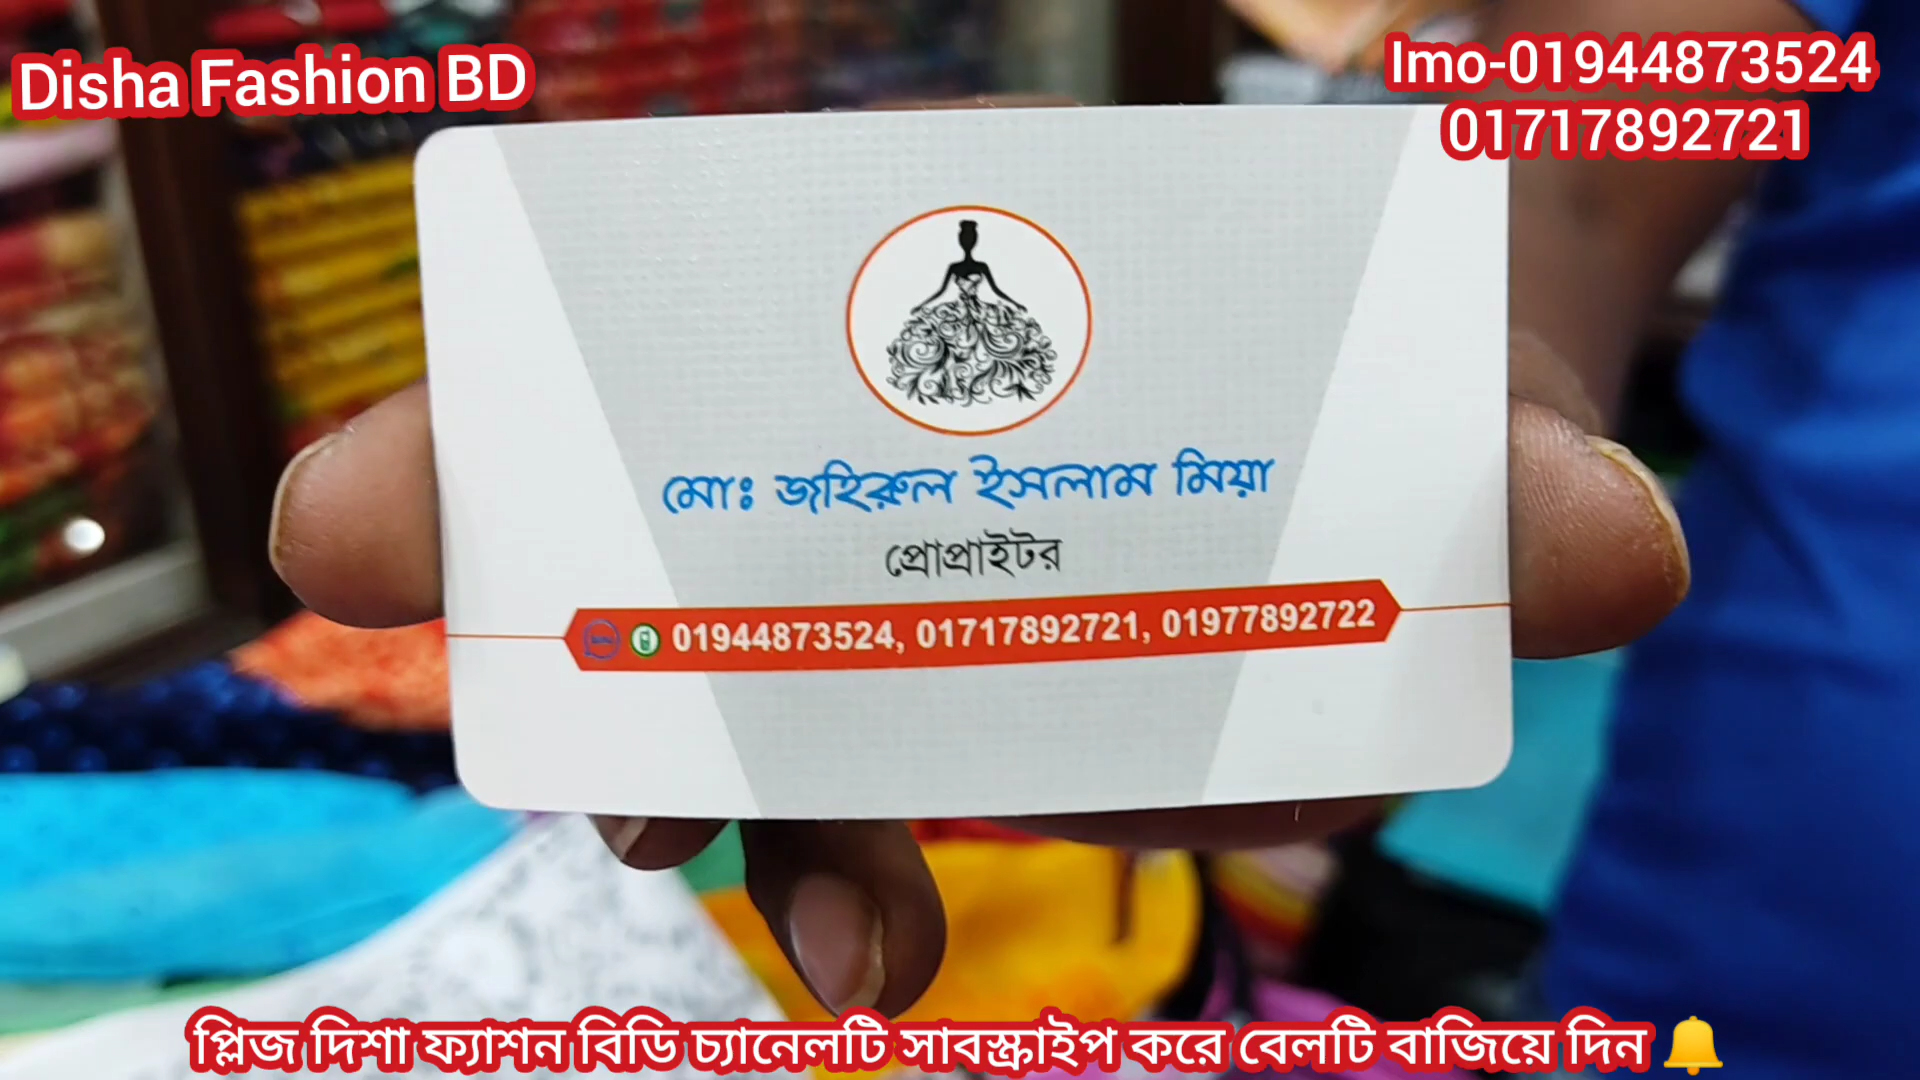 Disha Fashion BD
Imo-01944873524
01717892721
মোঃ জহিরুল ইসলাম মিয়া
প্রোপ্রাইটর
01944873524, 01717892721, 01977892722
প্লিজ দিশা ফ্যাশন বিডি চ্যানেলটি সাবস্ক্রাইপ করে বেলটি বাজিয়ে দিন